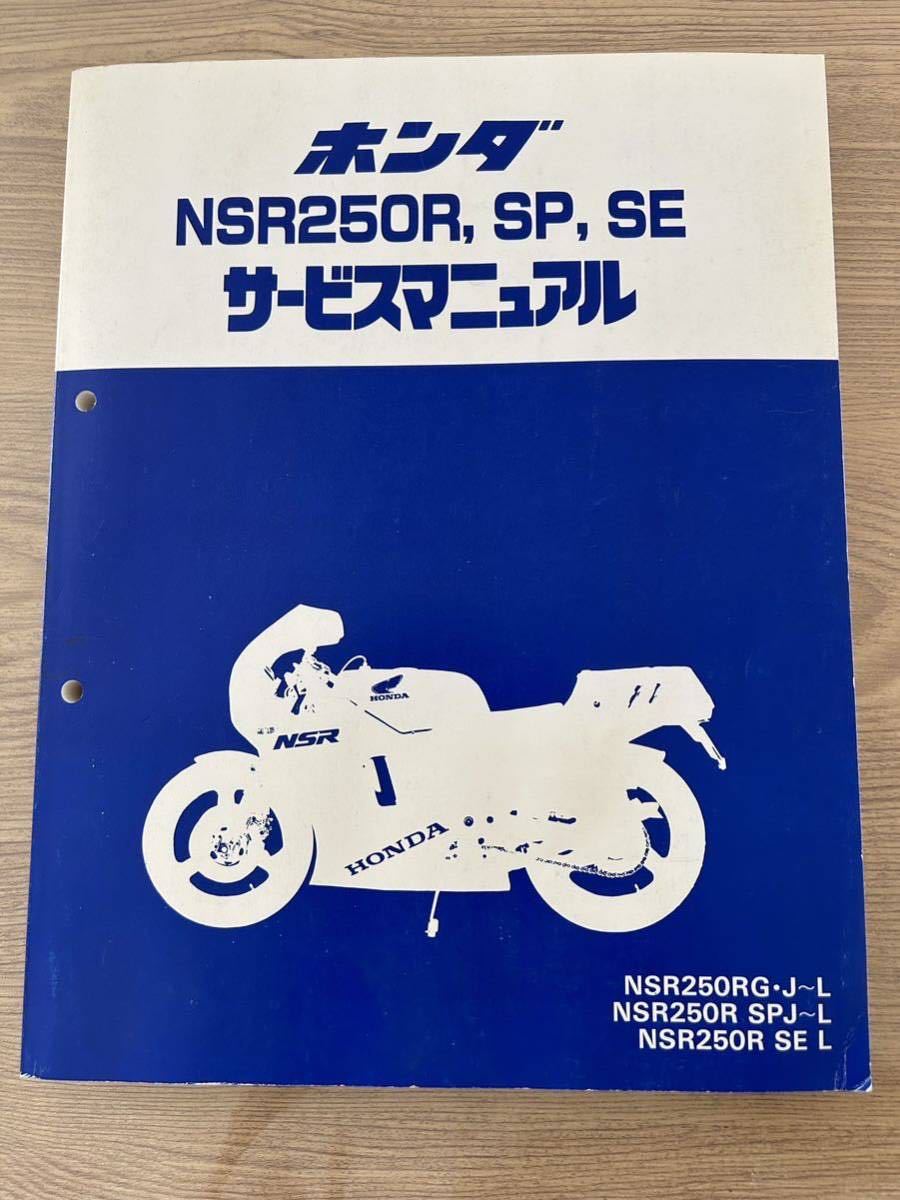 ホンダ
NSR250R, SP, SE
サービスマニュアル
HONDA
NSR
HONDA
NSR250RG・J~L
NSR250R SPJ~L
NSR250R SE L